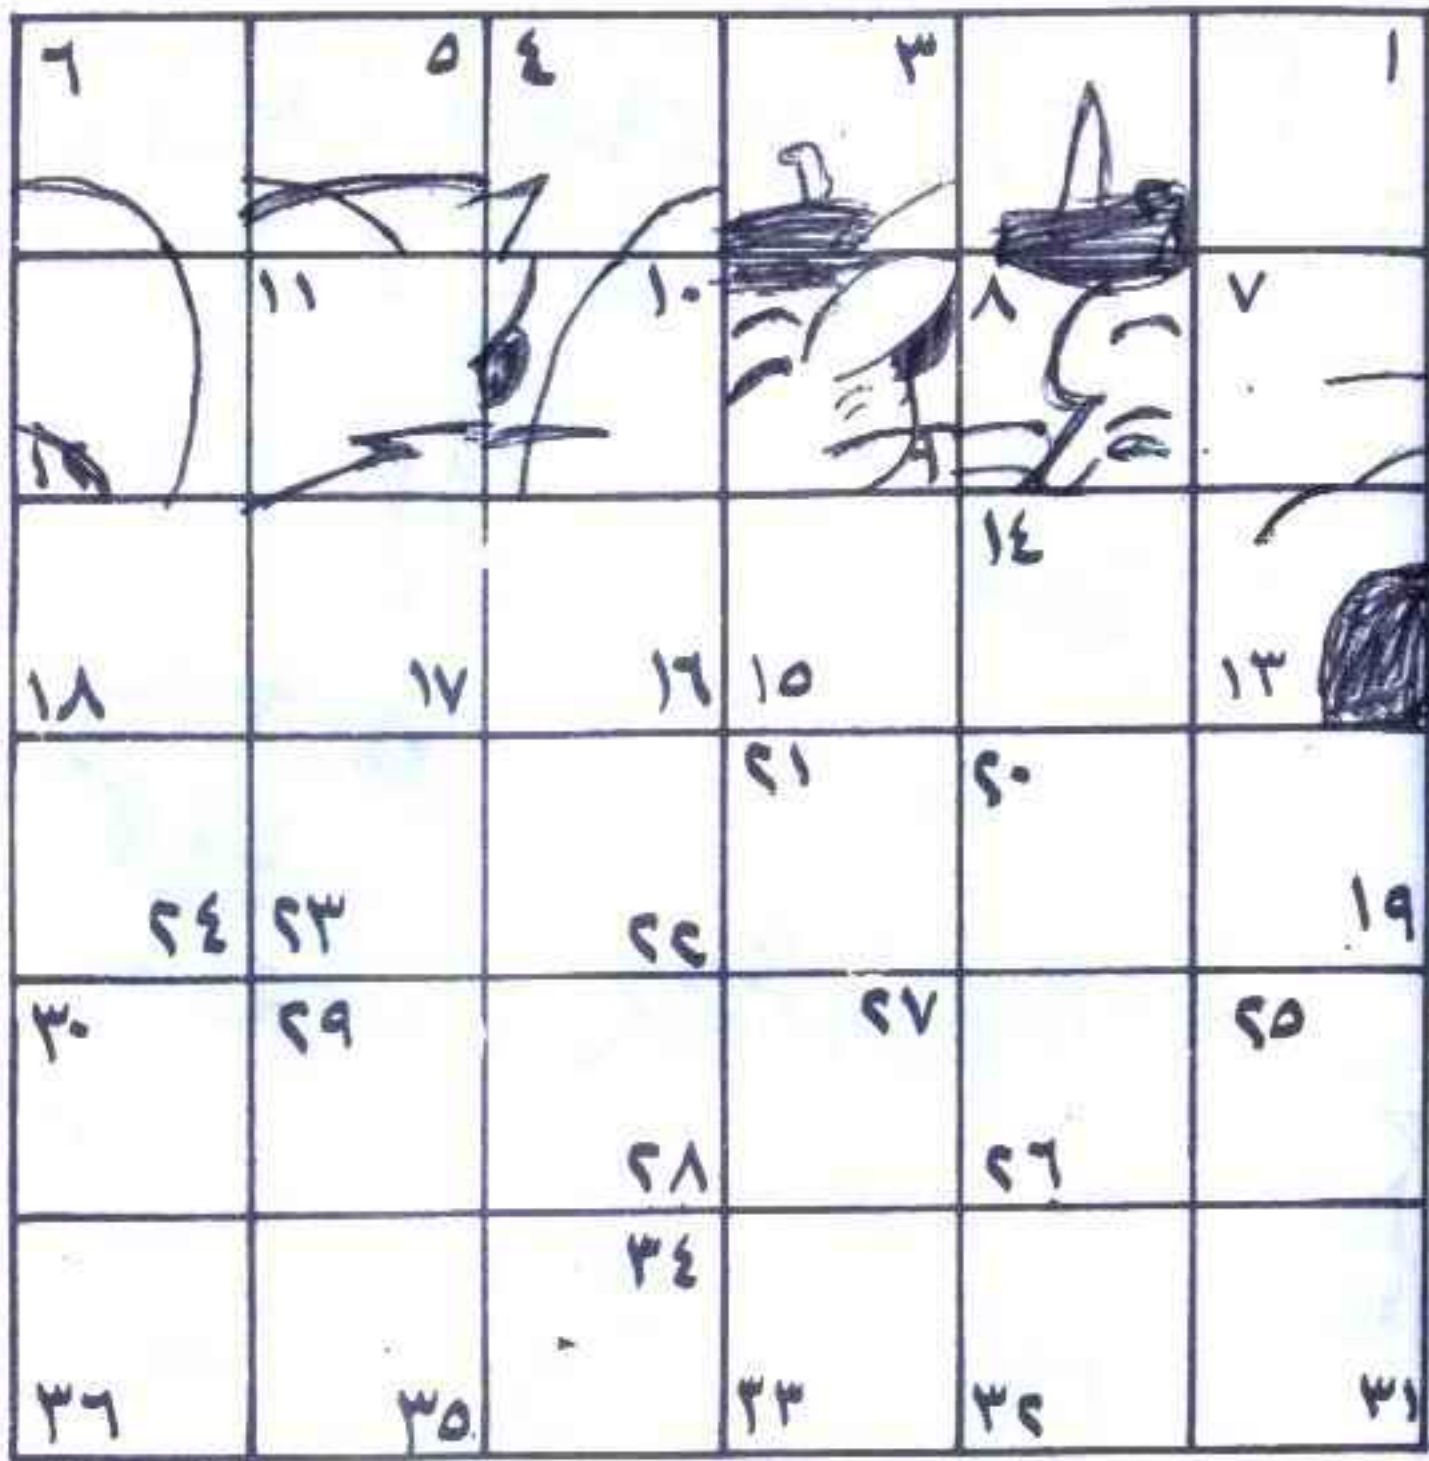 ١ ٣ ٤ ٥ ٦
٧ ٨ ٩ ١٠ ١١
١٣ ١٤ ١٥ ١٦ ١٧ ١٨
١٩ ٢٠ ٢١ ٢٢ ٢٣ ٢٤
٢٥ ٢٦ ٢٧ ٢٨ ٢٩ ٣٠
٣١ ٣٢ ٣٣ ٣٤ ٣٥ ٣٦